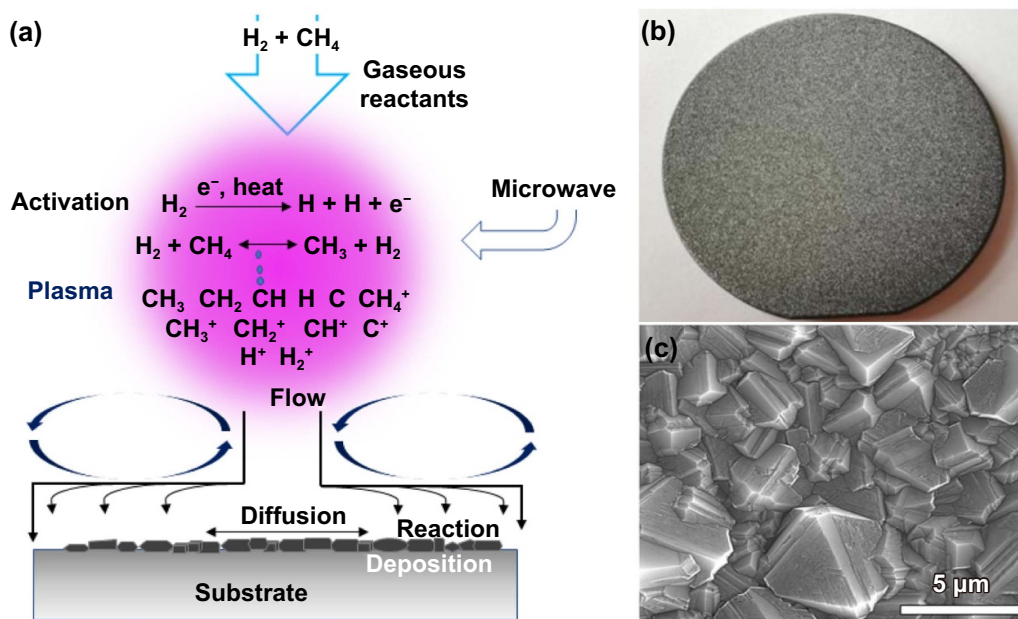 (a)
H₂ + CH₄
Gaseous
reactants
Activation
e⁻, heat
H₂ → H + H + e⁻
Microwave
H₂ + CH₄ ↔ CH₃ + H₂
Plasma
CH₃ CH₂ CH H C CH₄⁺
CH₃⁺ CH₂⁺ CH⁺ C⁺
H⁺ H₂⁺
Flow
Diffusion
Reaction
Deposition
Substrate
(b)
(c)
5 μm